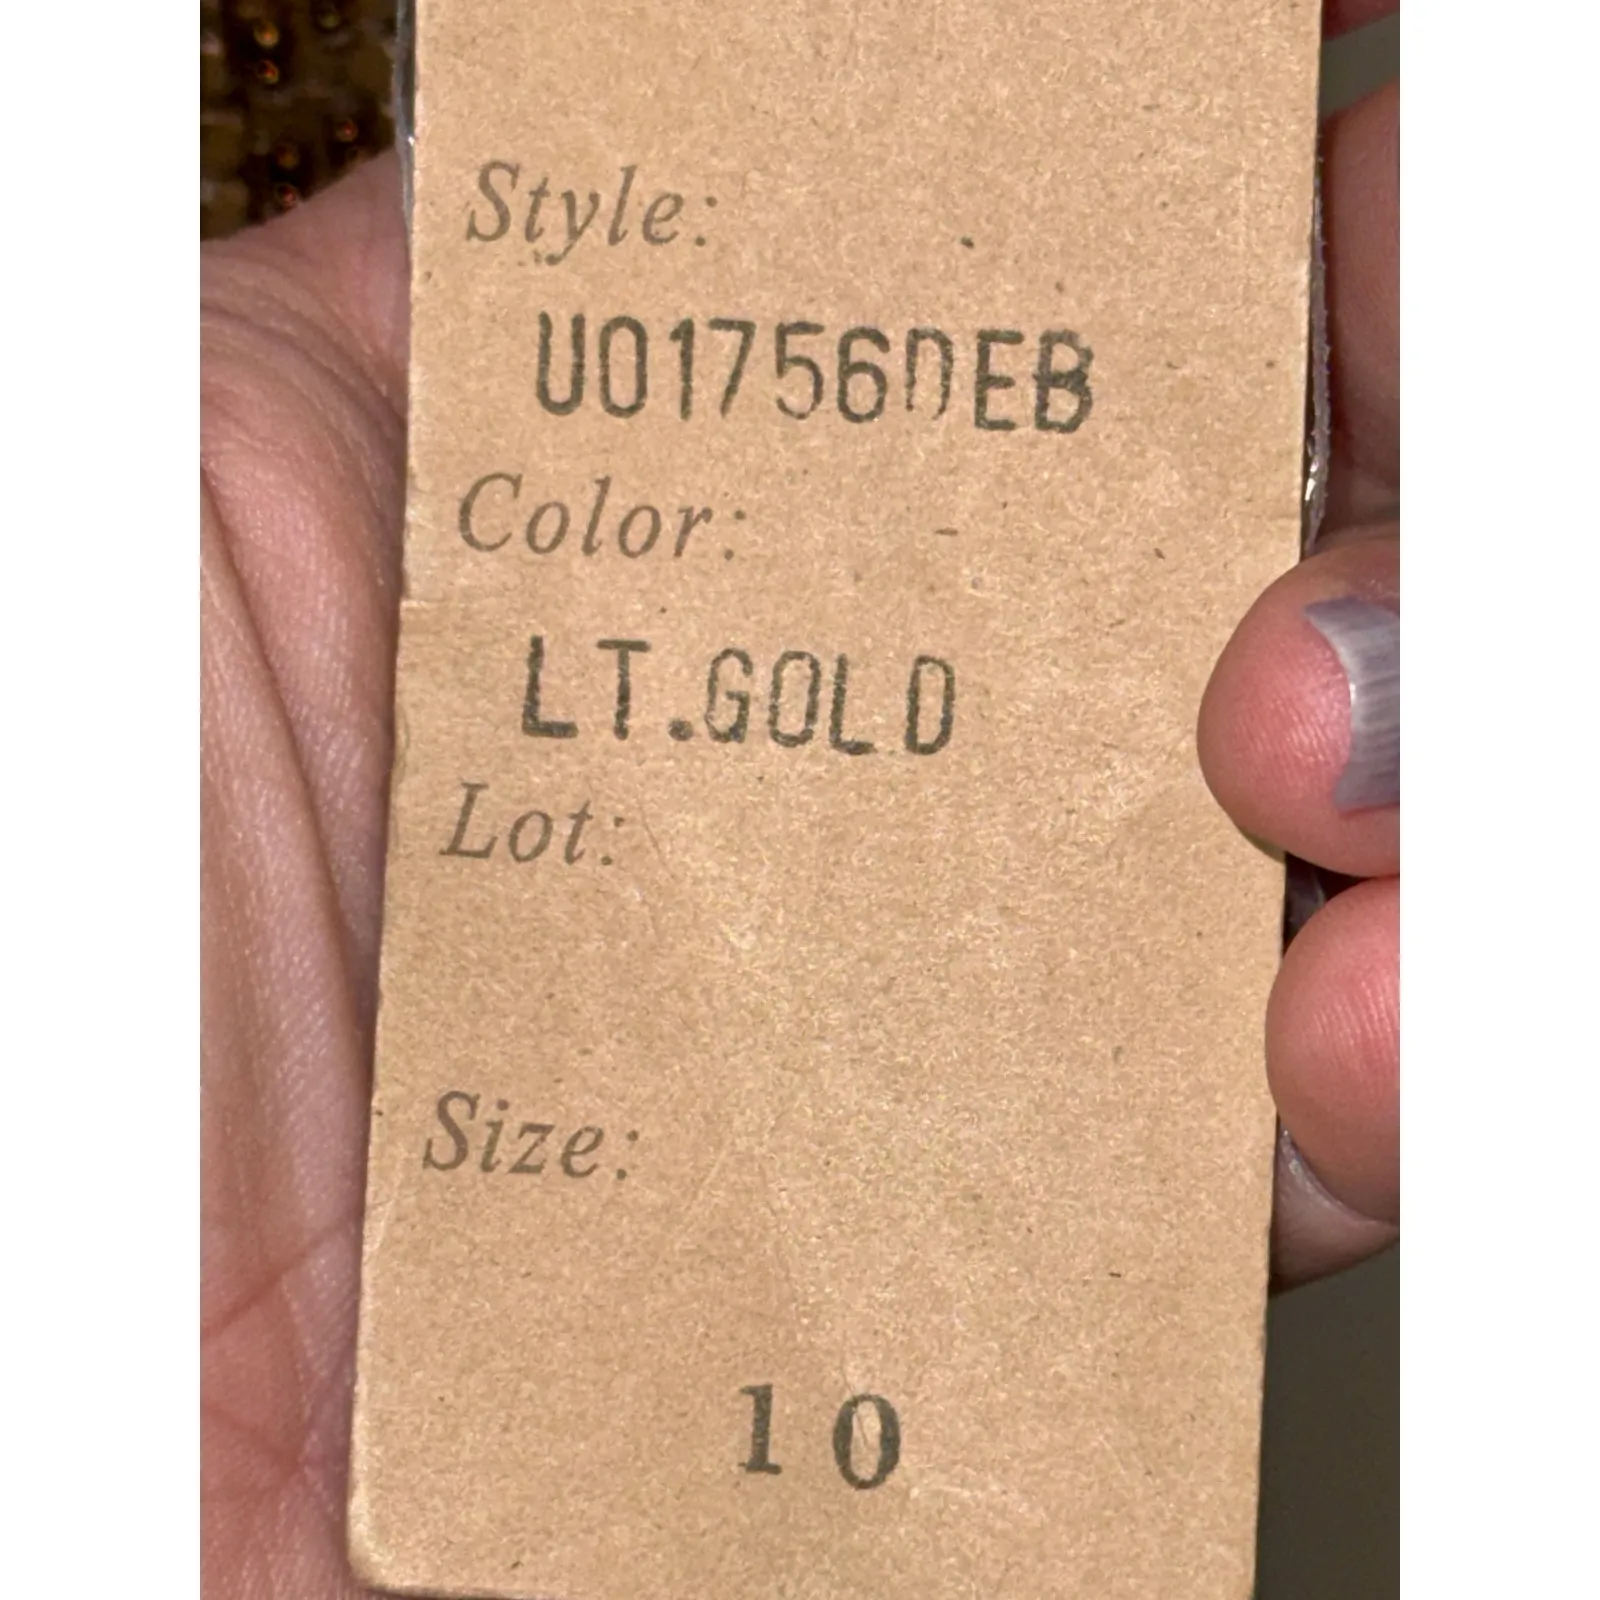 Style:
U01756DEB
Color:
LT.GOLD
Lot:
Size:
10